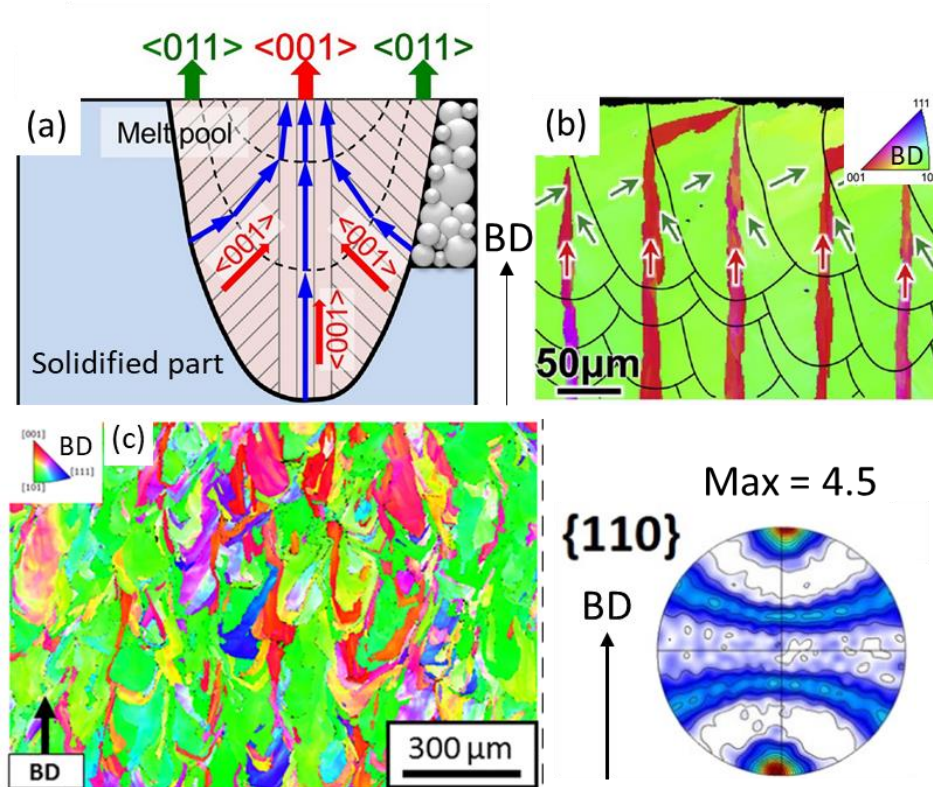 <011> <001> <011>
(a)
Melt pool
<001>
<001>
<001>
Solidified part
BD
(b)
111
BD
001
10
50μm
BD
(c)
[001]
[111]
[101]
BD
300 μm
Max = 4.5
{110}
BD